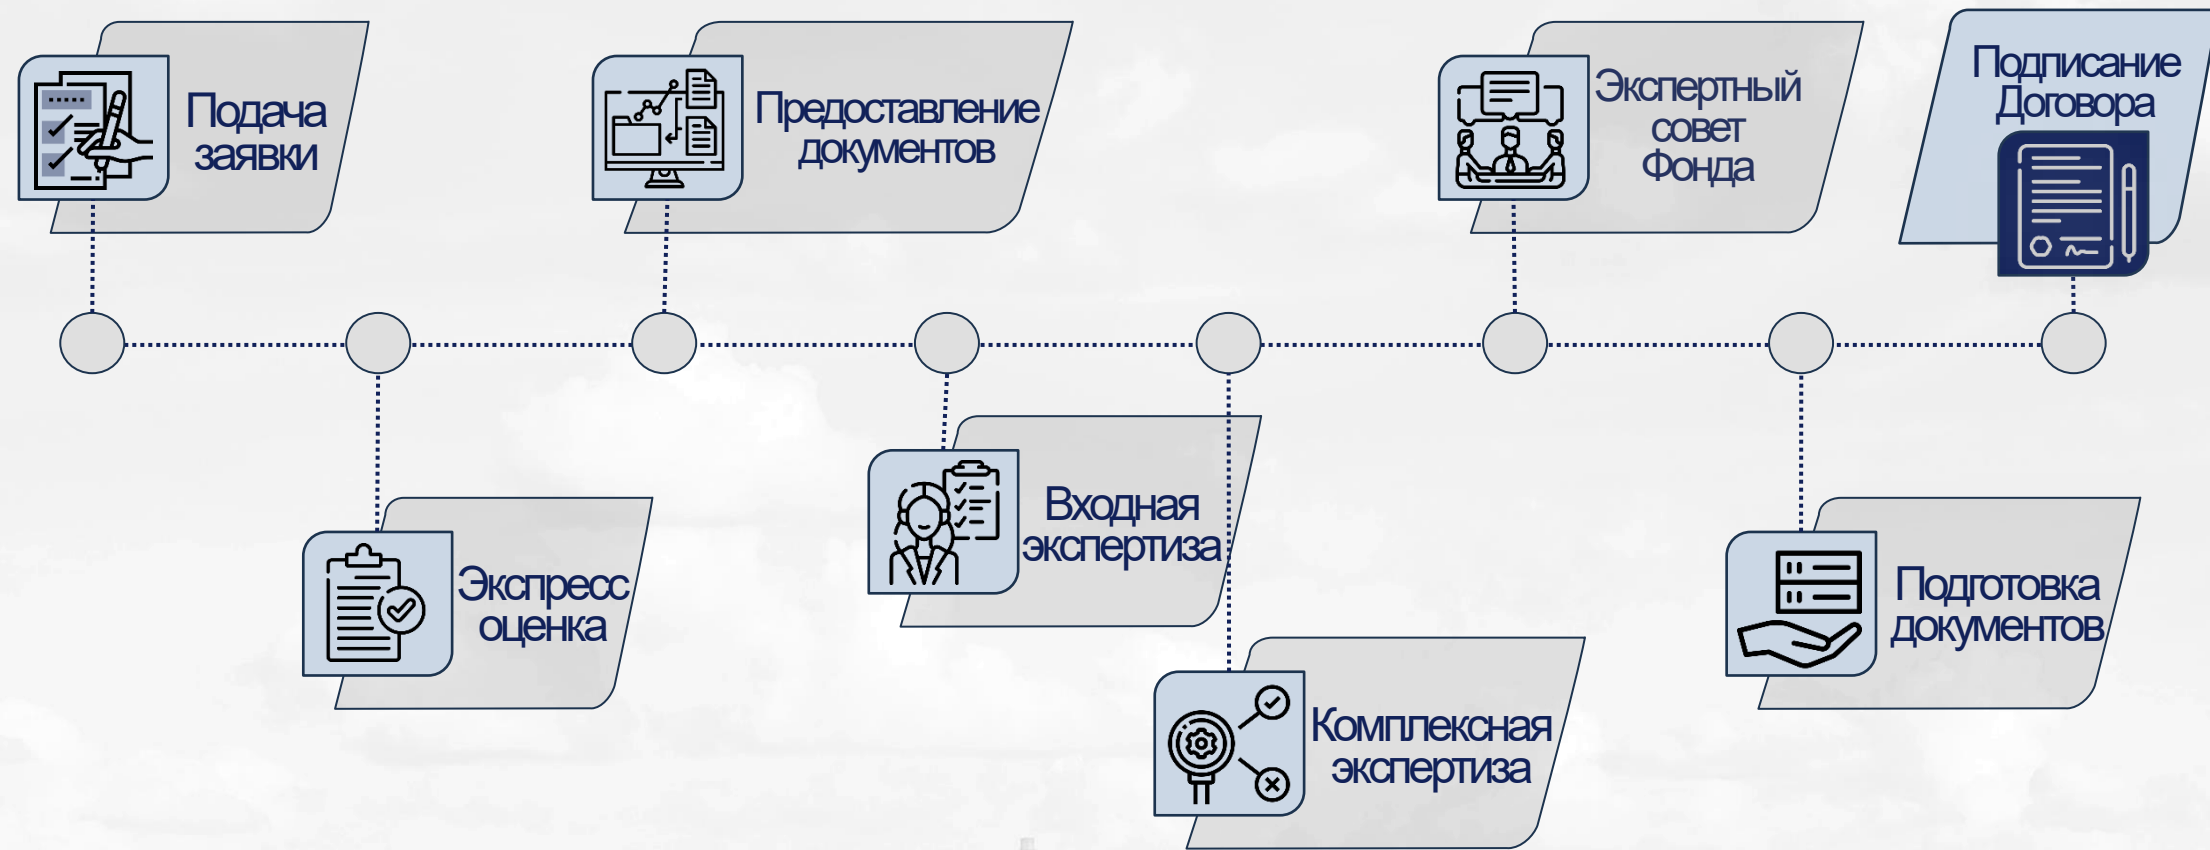 Подача
заявки
Экспресс
оценка
Предоставление
документов
Входная
экспертиза
Комплексная
экспертиза
Экспертный
совет
Фонда
Подготовка
документов
Подписание
Договора